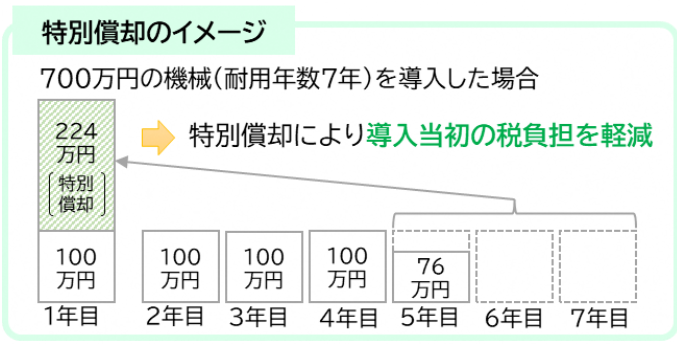 特別償却のイメージ
700万円の機械(耐用年数7年)を導入した場合
224
万円
特別
償却
特別償却により導入当初の税負担を軽減
100
万円
100
万円
100
万円
100
万円
76
万円
1年目
2年目
3年目
4年目
5年目
6年目
7年目